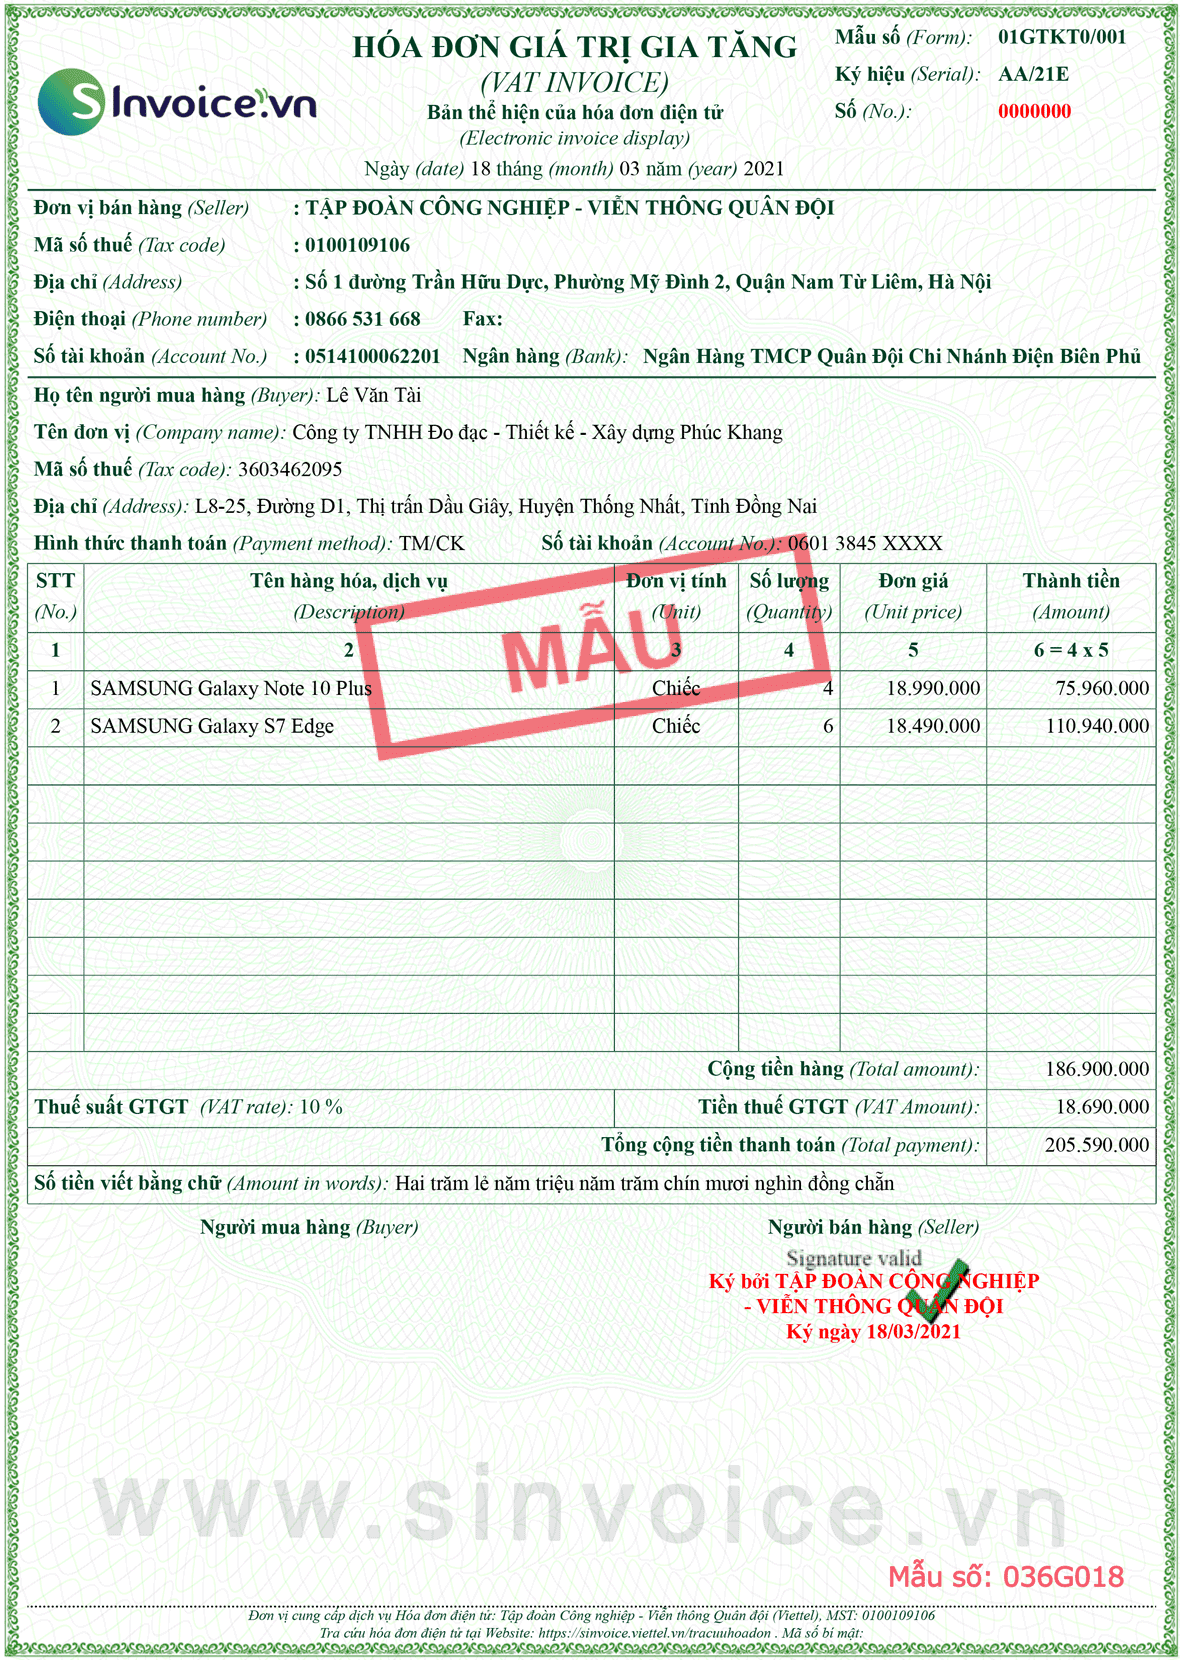 S Invoice.vn
HÓA ĐƠN GIÁ TRỊ GIA TĂNG
(VAT INVOICE)
Bản thể hiện của hóa đơn điện tử
(Electronic invoice display)
Ngày (date) 18 tháng (month) 03 năm (year) 2021
Mẫu số (Form): 01GTKT0/001
Ký hiệu (Serial): AA/21E
Số (No.): 0000000
Đơn vị bán hàng (Seller) : TẬP ĐOÀN CÔNG NGHIỆP - VIỄN THÔNG QUÂN ĐỘI
Mã số thuế (Tax code) : 0100109106
Địa chỉ (Address) : Số 1 đường Trần Hữu Dực, Phường Mỹ Đình 2, Quận Nam Từ Liêm, Hà Nội
Điện thoại (Phone number) : 0866 531 668 Fax:
Số tài khoản (Account No.) : 0514100062201 Ngân hàng (Bank): Ngân Hàng TMCP Quân Đội Chi Nhánh Điện Biên Phủ
Họ tên người mua hàng (Buyer): Lê Văn Tài
Tên đơn vị (Company name): Công ty TNHH Đo đạc - Thiết kế - Xây dựng Phúc Khang
Mã số thuế (Tax code): 3603462095
Địa chỉ (Address): L8-25, Đường D1, Thị trấn Dầu Giây, Huyện Thống Nhất, Tỉnh Đồng Nai
Hình thức thanh toán (Payment method): TM/CK Số tài khoản (Account No.): 0601 3845 XXXX
STT Tên hàng hóa, dịch vụ Đơn vị tính Số lượng Đơn giá Thành tiền
(No.) (Description) (Unit) (Quantity) (Unit price) (Amount)
1 2 3 4 5 6 = 4 x 5
MẪU
1 SAMSUNG Galaxy Note 10 Plus Chiếc 4 18.990.000 75.960.000
2 SAMSUNG Galaxy S7 Edge Chiếc 6 18.490.000 110.940.000
Cộng tiền hàng (Total amount): 186.900.000
Thuế suất GTGT (VAT rate): 10 % Tiền thuế GTGT (VAT Amount): 18.690.000
Tổng cộng tiền thanh toán (Total payment): 205.590.000
Số tiền viết bằng chữ (Amount in words): Hai trăm lẻ năm triệu năm trăm chín mươi nghìn đồng chẵn
Người mua hàng (Buyer) Người bán hàng (Seller)
Signature valid
Ký bởi TẬP ĐOÀN CÔNG NGHIỆP
- VIỄN THÔNG QUÂN ĐỘI
Ký ngày 18/03/2021
www.sinvoice.vn
Mẫu số: 036G018
Đơn vị cung cấp dịch vụ Hóa đơn điện tử: Tập đoàn Công nghiệp - Viễn thông Quân đội (Viettel), MST: 0100109106
Tra cứu hóa đơn điện tử tại Website: https://sinvoice.viettel.vn/tracuuhoadon . Mã số bí mật: